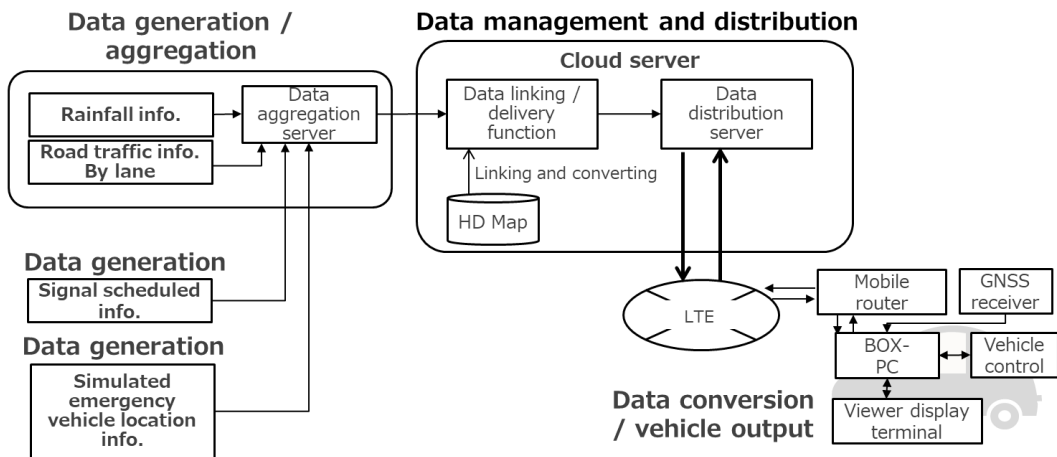 Data generation /
aggregation
Rainfall info.
Road traffic info.
By lane
Data
aggregation
server
Data management and distribution
Cloud server
Data linking /
delivery
function
Data
distribution
server
Linking and converting
HD Map
Data generation
Signal scheduled
info.
Data generation
Simulated
emergency
vehicle location
info.
LTE
Mobile
router
GNSS
receiver
BOX-
PC
Vehicle
control
Viewer display
terminal
Data conversion
/ vehicle output